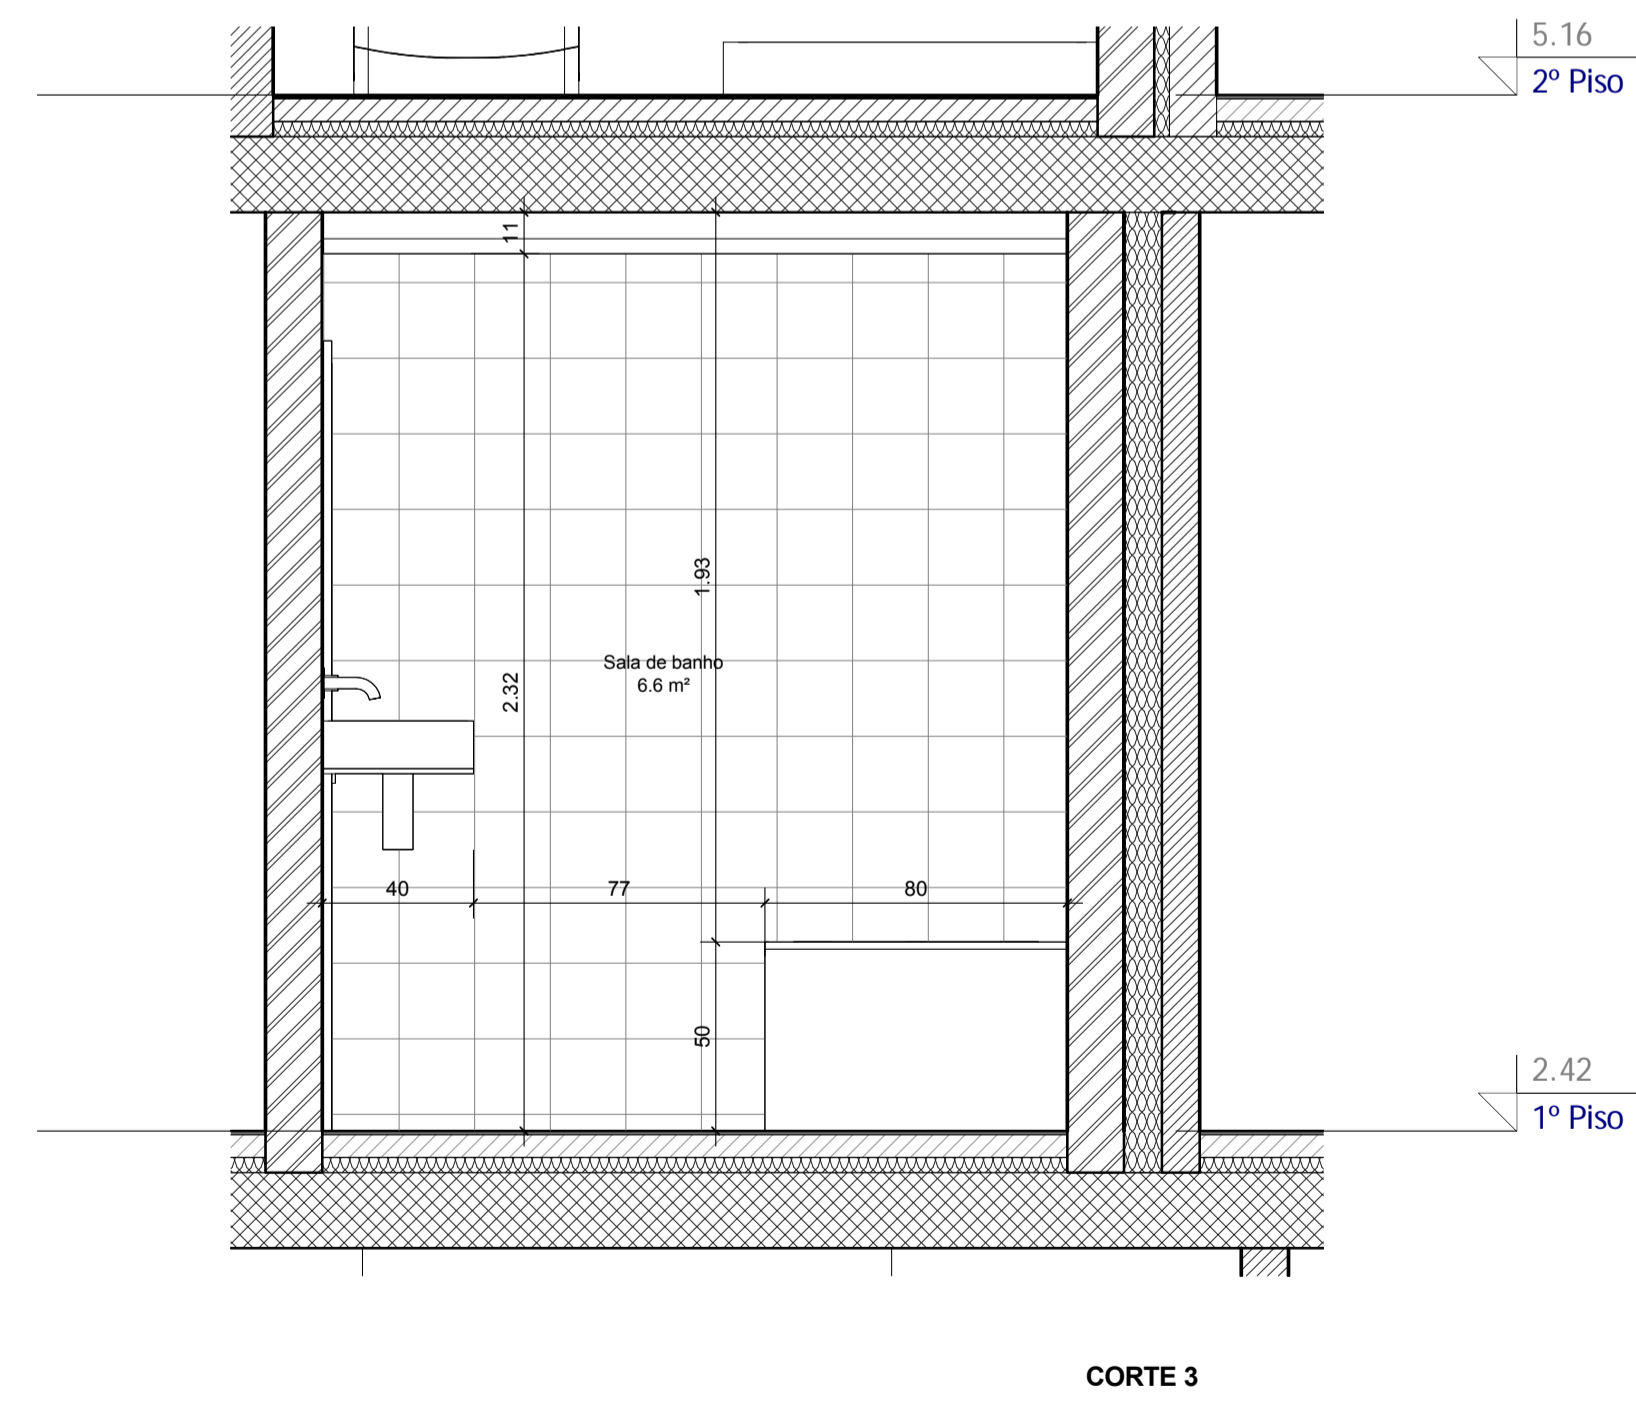 5.16
2º Piso
11
1.93
Sala de banho
6.6 m²
2.32
40
77
80
50
2.42
1º Piso
CORTE 3